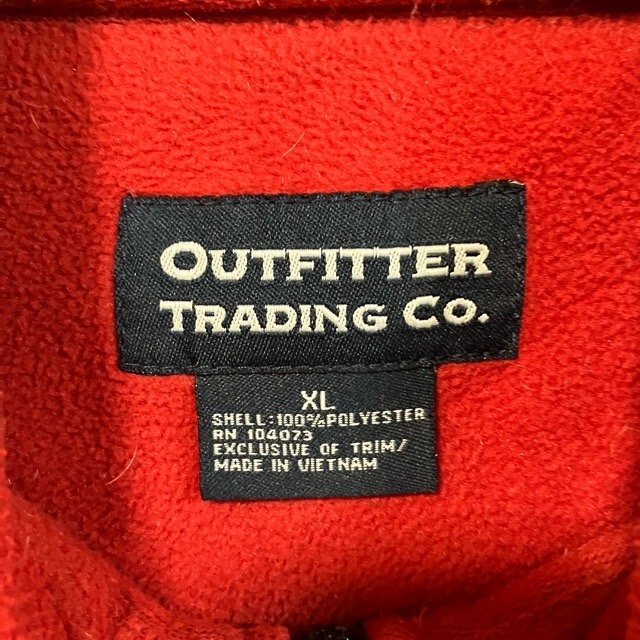 OUTFITTER
TRADING CO.
XL
SHELL:100%POLYESTER
RN 104073
EXCLUSIVE OF TRIM/
MADE IN VIETNAM